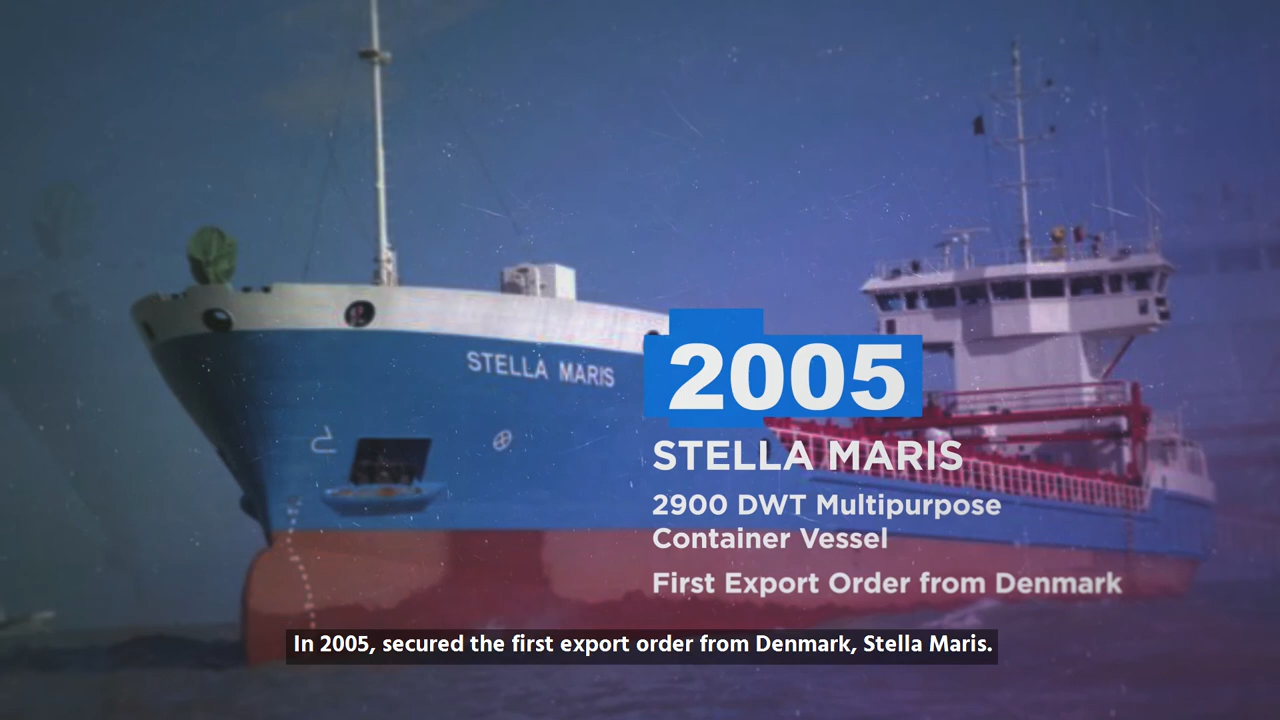 STELLA MARIS
2005
STELLA MARIS
2900 DWT Multipurpose
Container Vessel
First Export Order from Denmark
In 2005, secured the first export order from Denmark, Stella Maris.